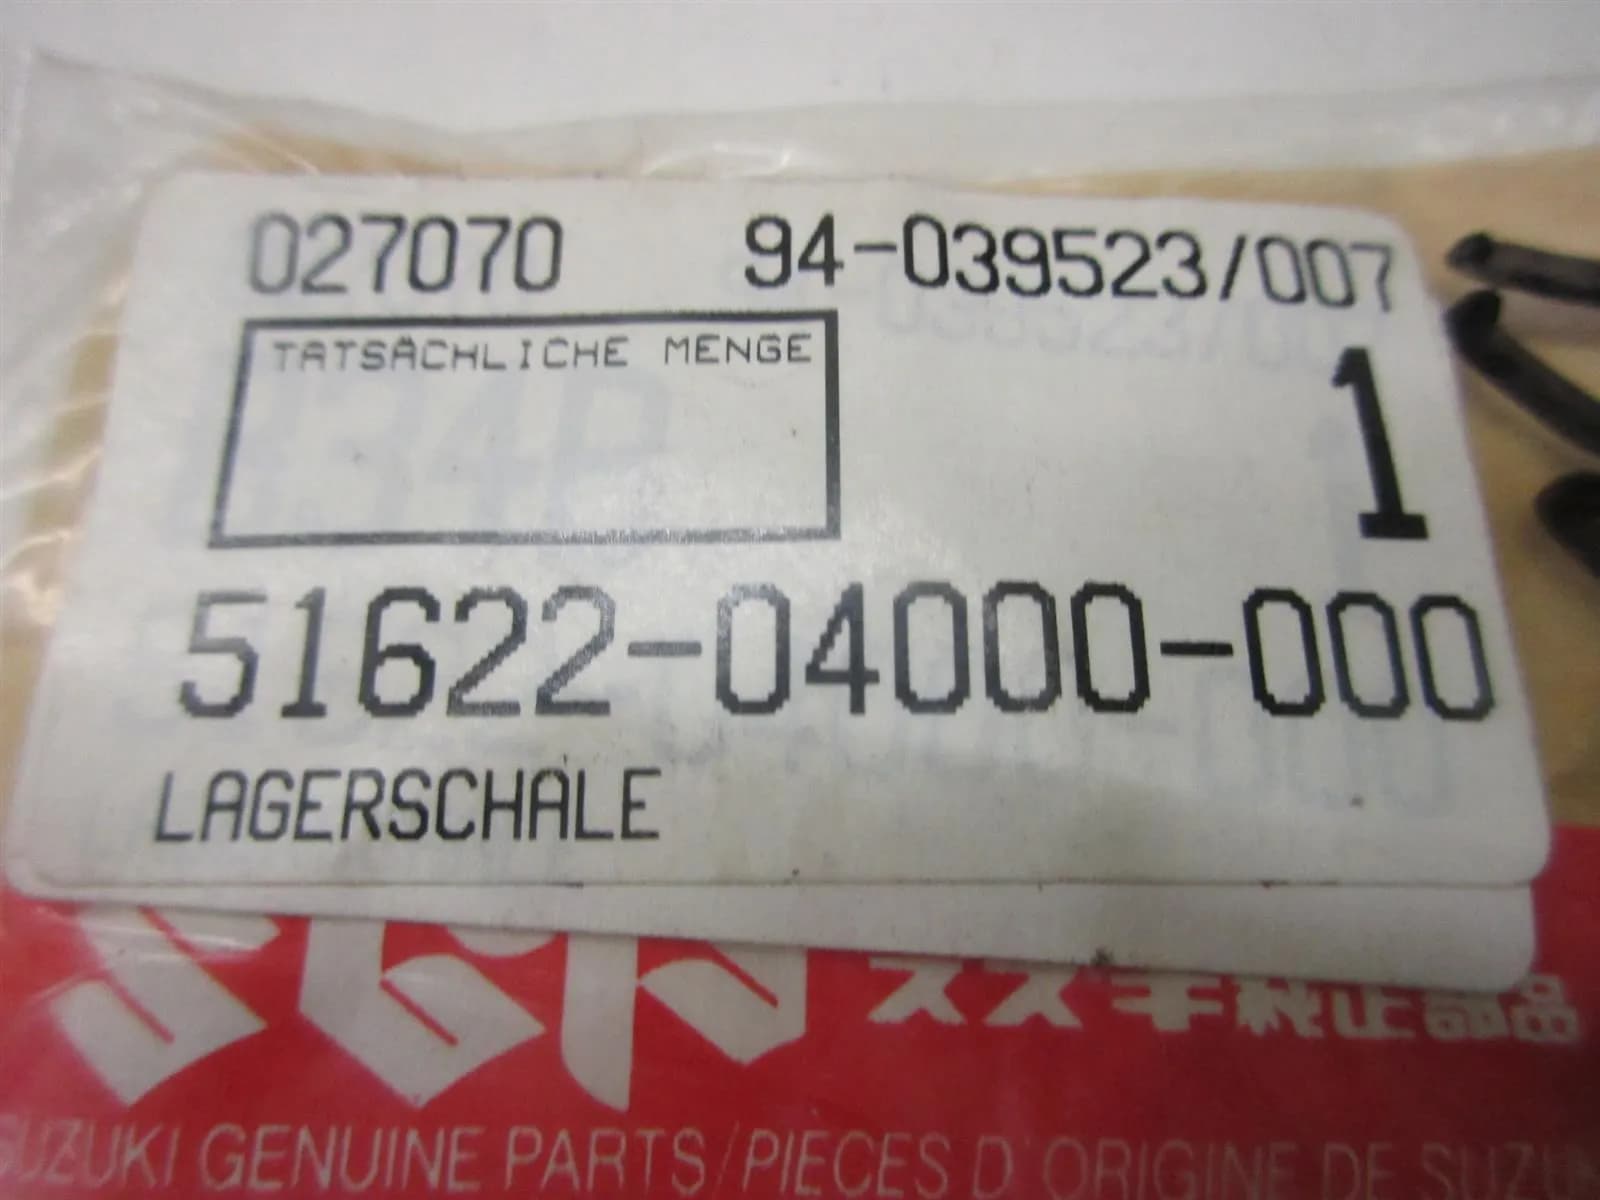 027070 94-039523/007
TATSÄCHLICHE MENGE
1
51622-04000-000
LAGERSCHALE
スズキ純正部品
SUZUKI GENUINE PARTS/PIECES D'ORIGINE DE SUZUK